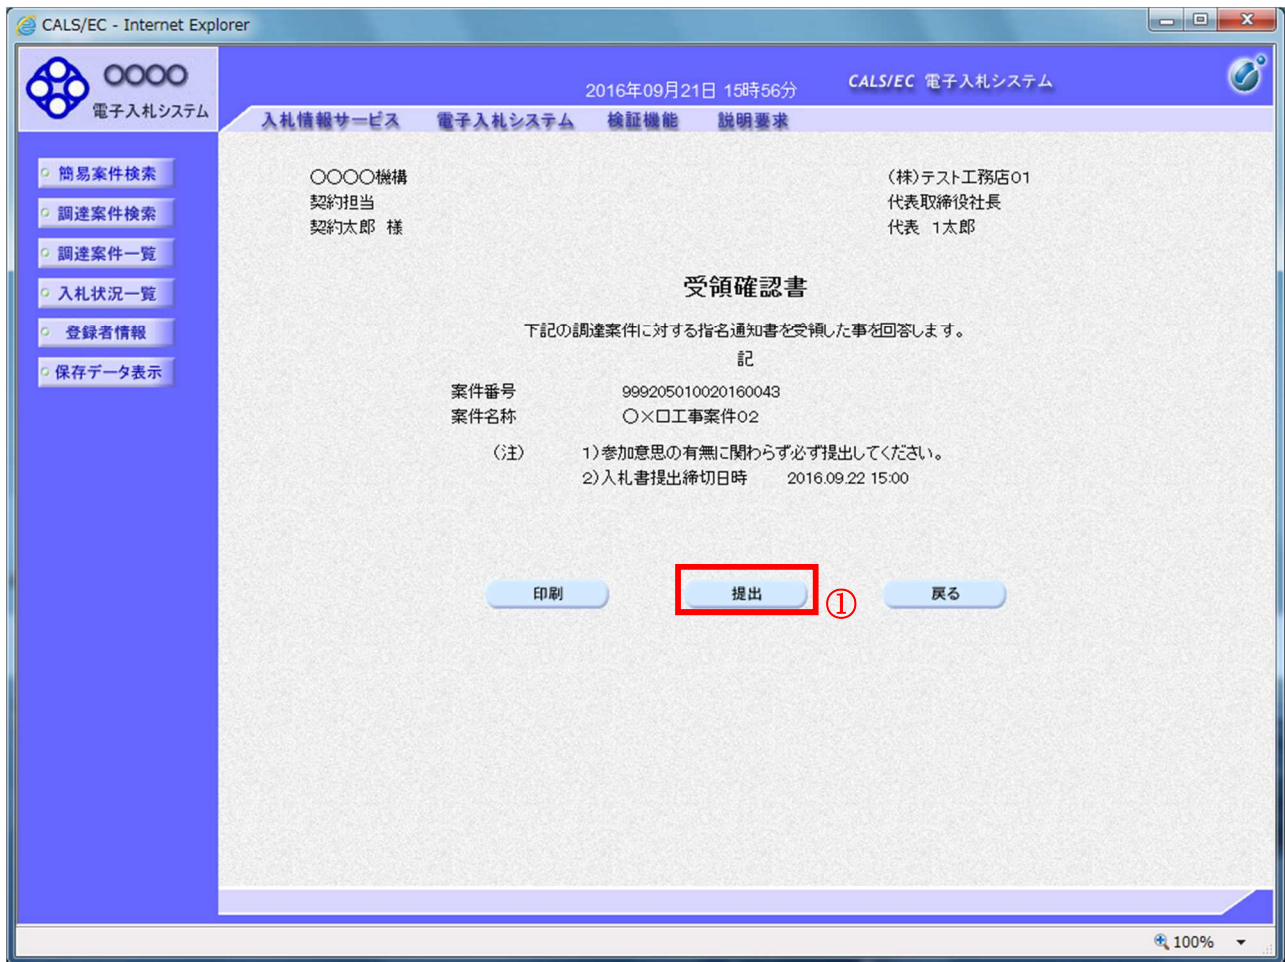 CALS/EC - Internet Explorer
〇〇〇〇
電子入札システム
2016年09月21日 15時56分
CALS/EC 電子入札システム
入札情報サービス 電子入札システム 検証機能 説明要求
簡易案件検索
調達案件検索
調達案件一覧
入札状況一覧
登録者情報
保存データ表示
〇〇〇〇機構
契約担当
契約太郎 様
(株)テスト工務店01
代表取締役社長
代表 1太郎
受領確認書
下記の調達案件に対する指名通知書を受領した事を回答します。
記
案件番号 999205010020160043
案件名称 〇×口工事案件02
(注) 1)参加意思の有無に関わらず必ず提出してください。
2)入札書提出締切日時 2016.09.22 15:00
印刷 提出 ① 戻る
100%